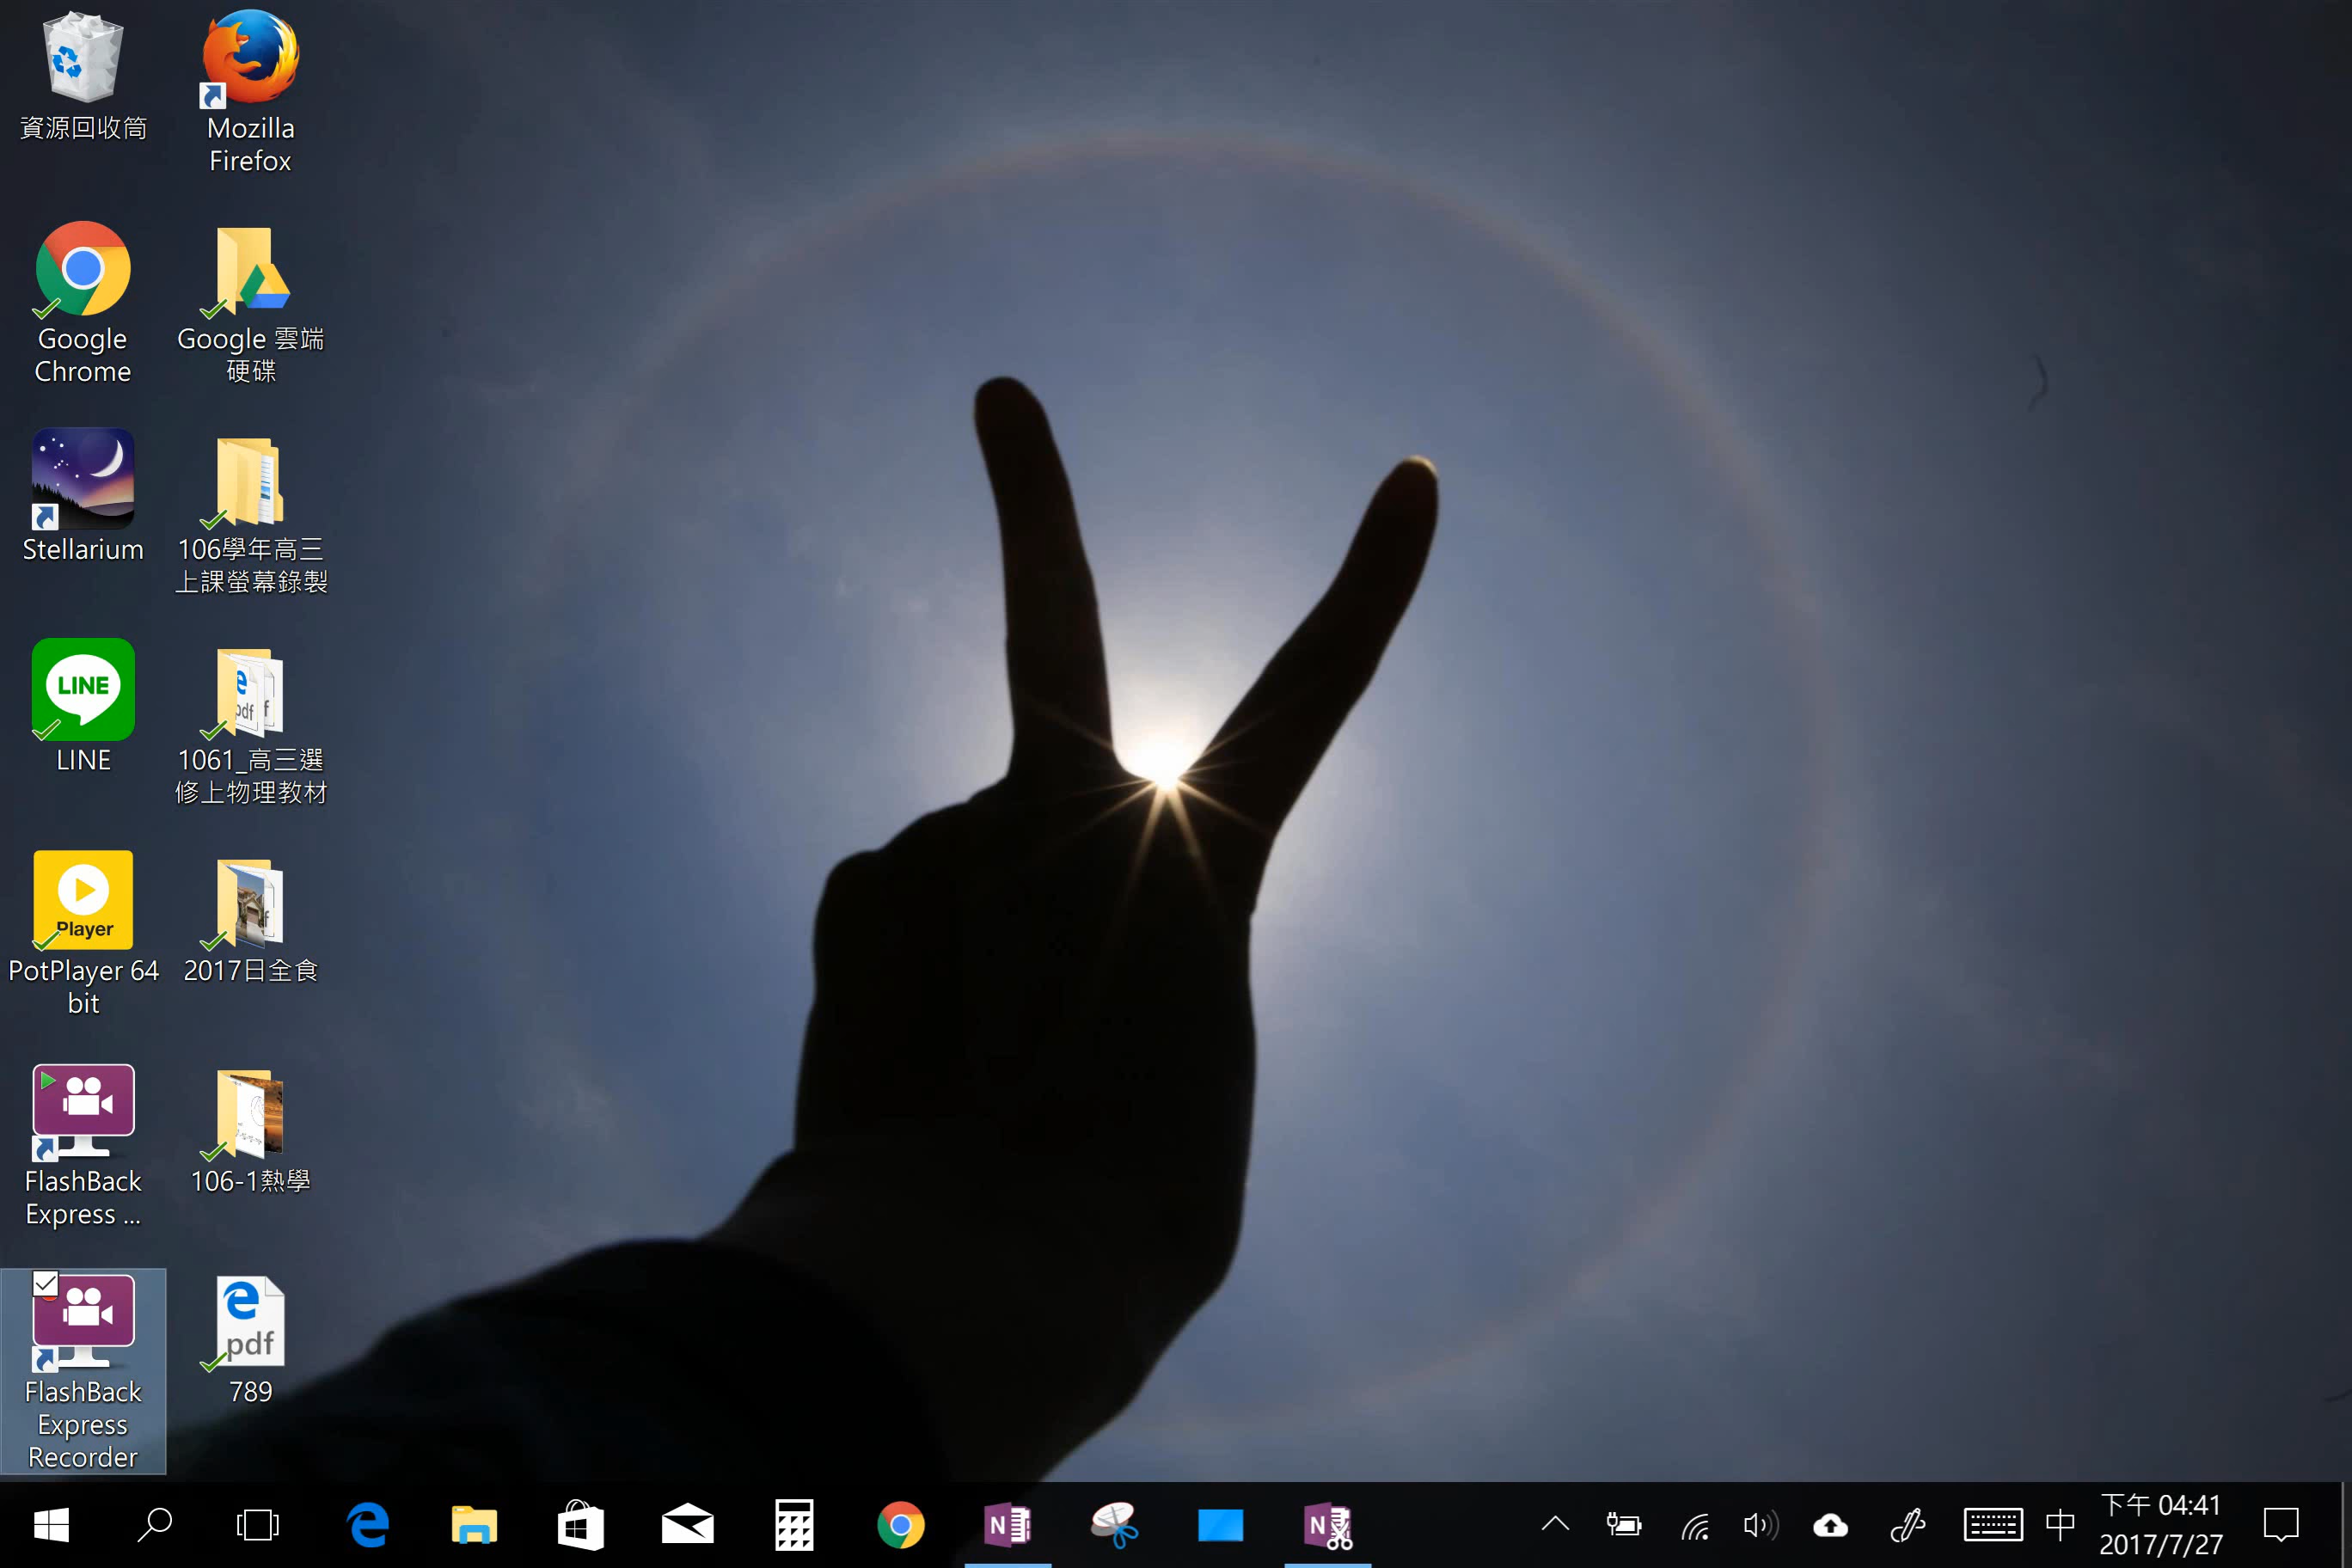 資源回收筒
Mozilla
Firefox
Google
Chrome
Google 雲端
硬碟
Stellarium
106學年高三
上課螢幕錄製
LINE
LINE
pdf
f
1061_高三選
修上物理教材
Player
PotPlayer 64
bit
f
2017日全食
FlashBack
Express ...
106-1熱學
FlashBack
Express
Recorder
pdf
789
N
N
中
下午 04:41
2017/7/27